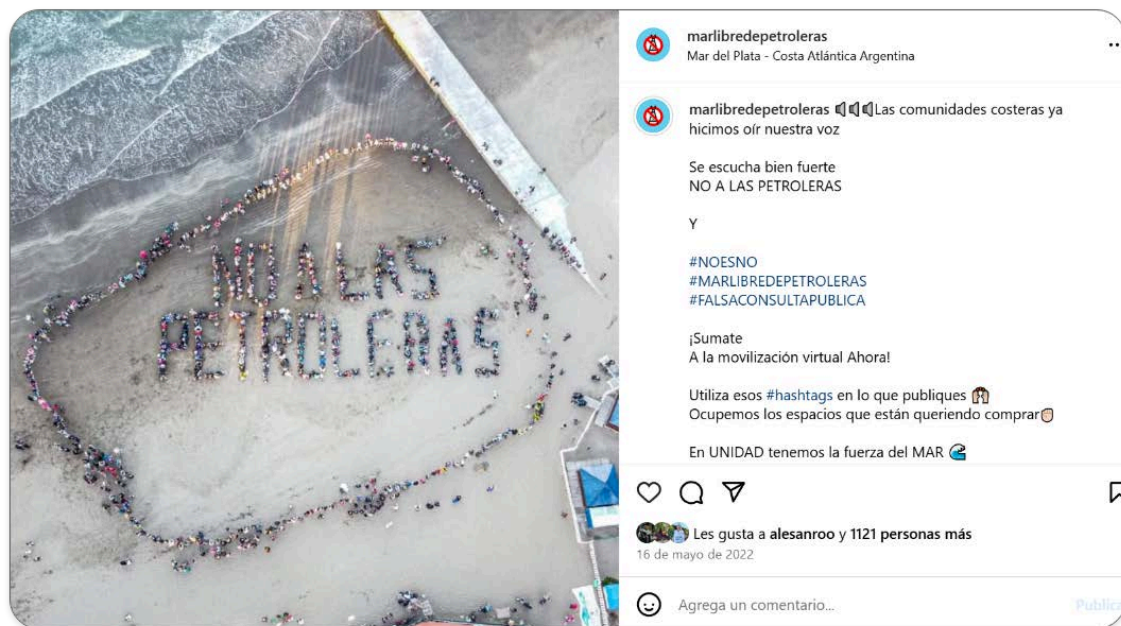 NO A LAS
PETROLERAS
marlibredepetroleras
Mar del Plata - Costa Atlántica Argentina
marlibredepetroleras 🔇🔇🔇Las comunidades costeras ya
hicimos oír nuestra voz
Se escucha bien fuerte
NO A LAS PETROLERAS
Y
#NOESNO
#MARLIBREDEPETROLERAS
#FALSACONSULTAPUBLICA
¡Sumate
A la movilización virtual Ahora!
Utiliza esos #hashtags en lo que publiques 🙌🏼
Ocupemos los espacios que están queriendo comprar✊🏼
En UNIDAD tenemos la fuerza del MAR 🌊
Les gusta a alesanroo y 1121 personas más
16 de mayo de 2022
Agrega un comentario...
Publica